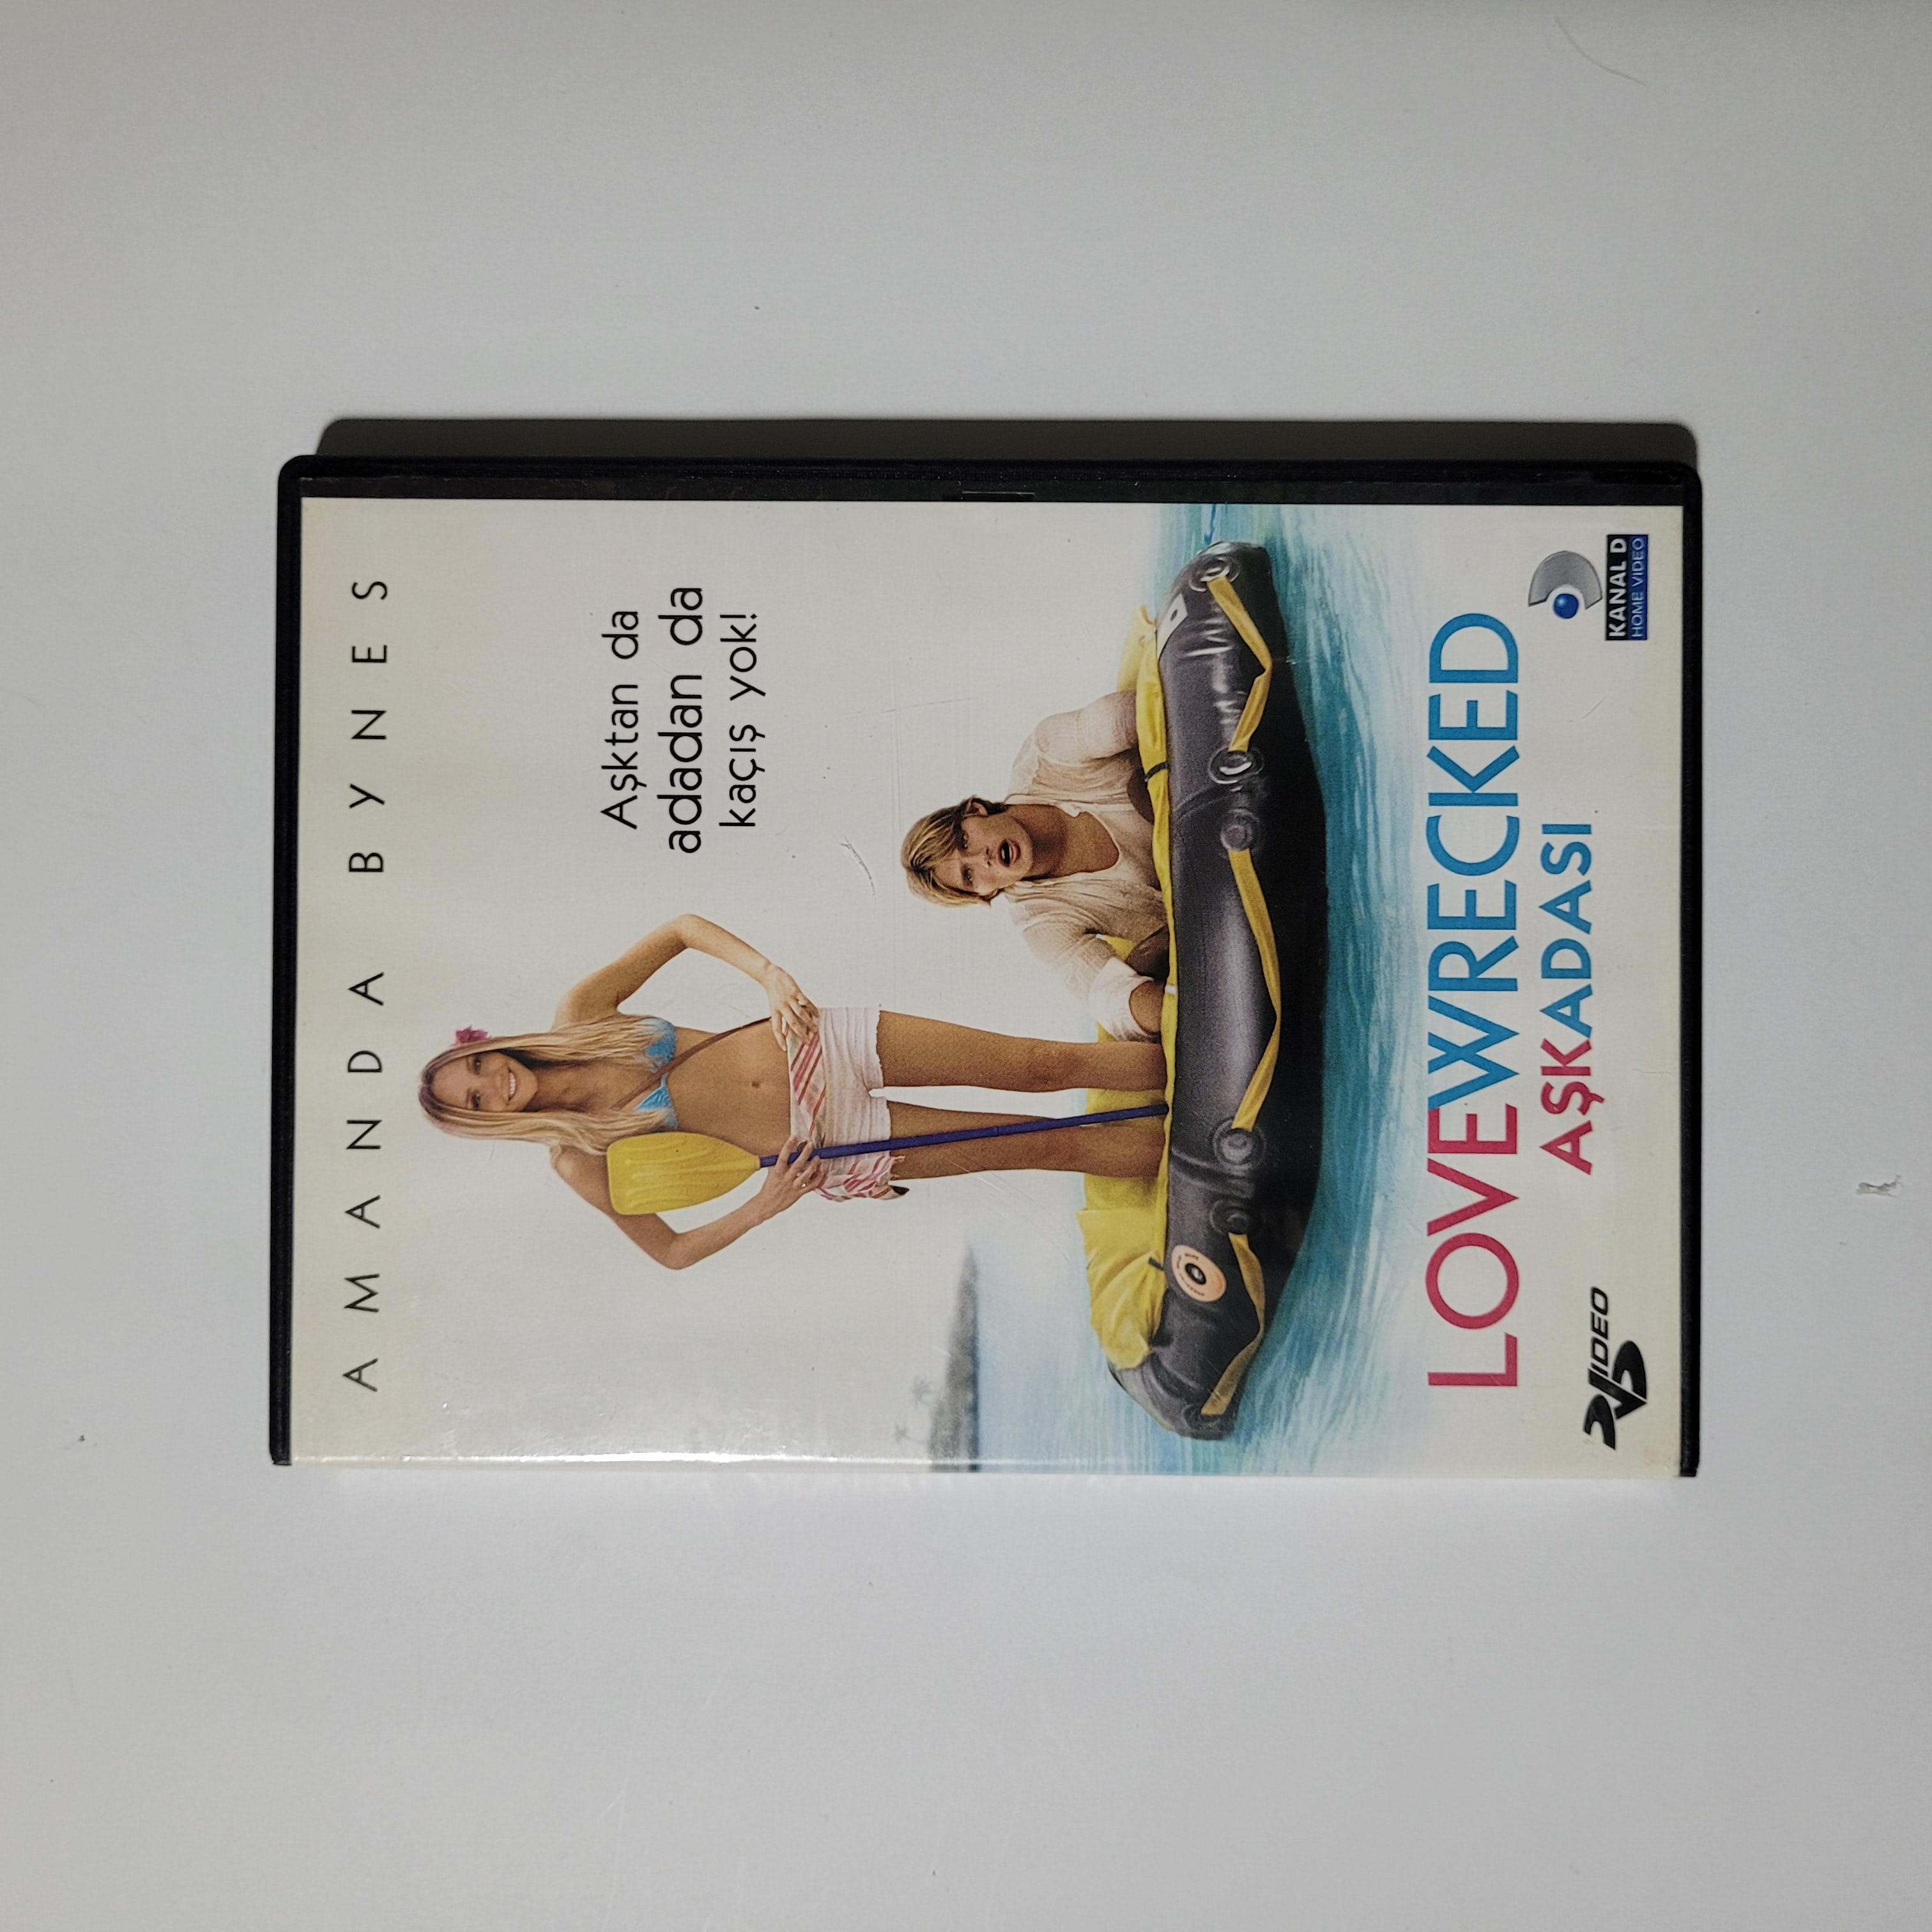 AMANDA BYNES
Aşktan da
adadan da
kaçış yok!
LOVEWRECKED
AŞKADASI
VIDEO
KANAL D
HOME VIDEO